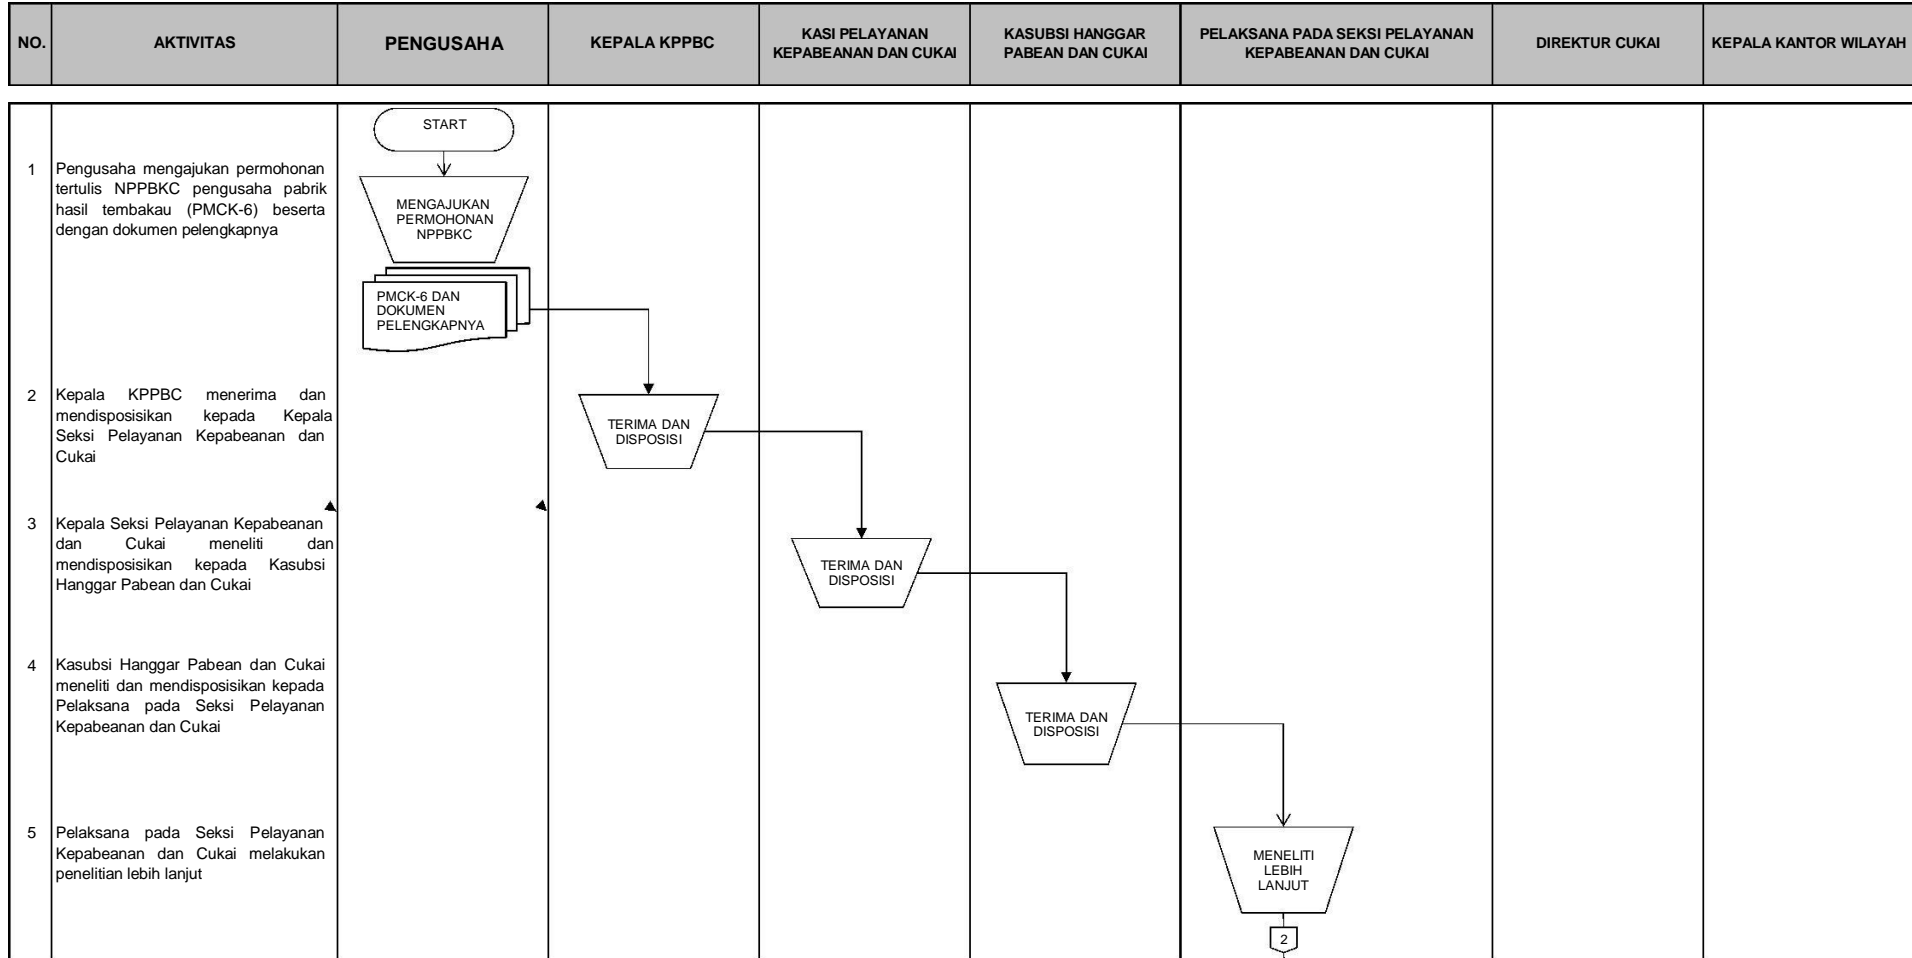 NO.
AKTIVITAS
PENGUSAHA
KEPALA KPPBC
KASI PELAYANAN
KEPABEANAN DAN CUKAI
KASUBSI HANGGAR
PABEAN DAN CUKAI
PELAKSANA PADA SEKSI PELAYANAN
KEPABEANAN DAN CUKAI
DIREKTUR CUKAI
KEPALA KANTOR WILAYAH
START
1
Pengusaha mengajukan permohonan
tertulis NPPBKC pengusaha pabrik
hasil tembakau (PMCK-6) beserta
dengan dokumen pelengkapnya
MENGAJUKAN
PERMOHONAN
NPPBKC
PMCK-6 DAN
DOKUMEN
PELENGKAPNYA
2
Kepala KPPBC menerima dan
mendisposisikan kepada Kepala
Seksi Pelayanan Kepabeanan dan
Cukai
TERIMA DAN
DISPOSISI
3
Kepala Seksi Pelayanan Kepabeanan
dan Cukai meneliti dan
mendisposisikan kepada Kasubsi
Hanggar Pabean dan Cukai
TERIMA DAN
DISPOSISI
4
Kasubsi Hanggar Pabean dan Cukai
meneliti dan mendisposisikan kepada
Pelaksana pada Seksi Pelayanan
Kepabeanan dan Cukai
TERIMA DAN
DISPOSISI
5
Pelaksana pada Seksi Pelayanan
Kepabeanan dan Cukai melakukan
penelitian lebih lanjut
MENELITI
LEBIH
LANJUT
2